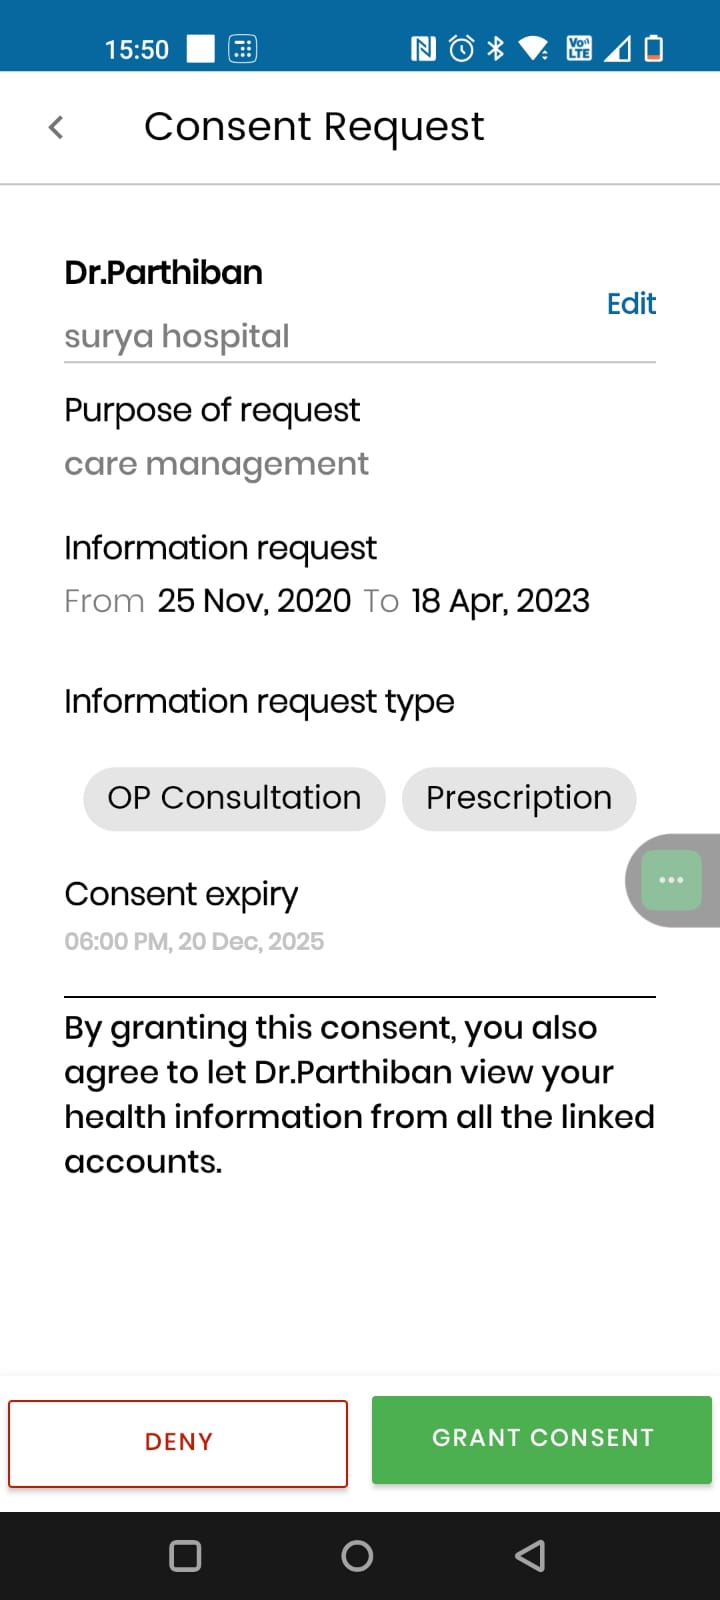 15:50
Vo))
LTE
Consent Request
Dr.Parthiban
Edit
surya hospital
Purpose of request
care management
Information request
From 25 Nov, 2020 To 18 Apr, 2023
Information request type
OP Consultation Prescription
Consent expiry
06:00 PM, 20 Dec, 2025
By granting this consent, you also
agree to let Dr.Parthiban view your
health information from all the linked
accounts.
DENY GRANT CONSENT